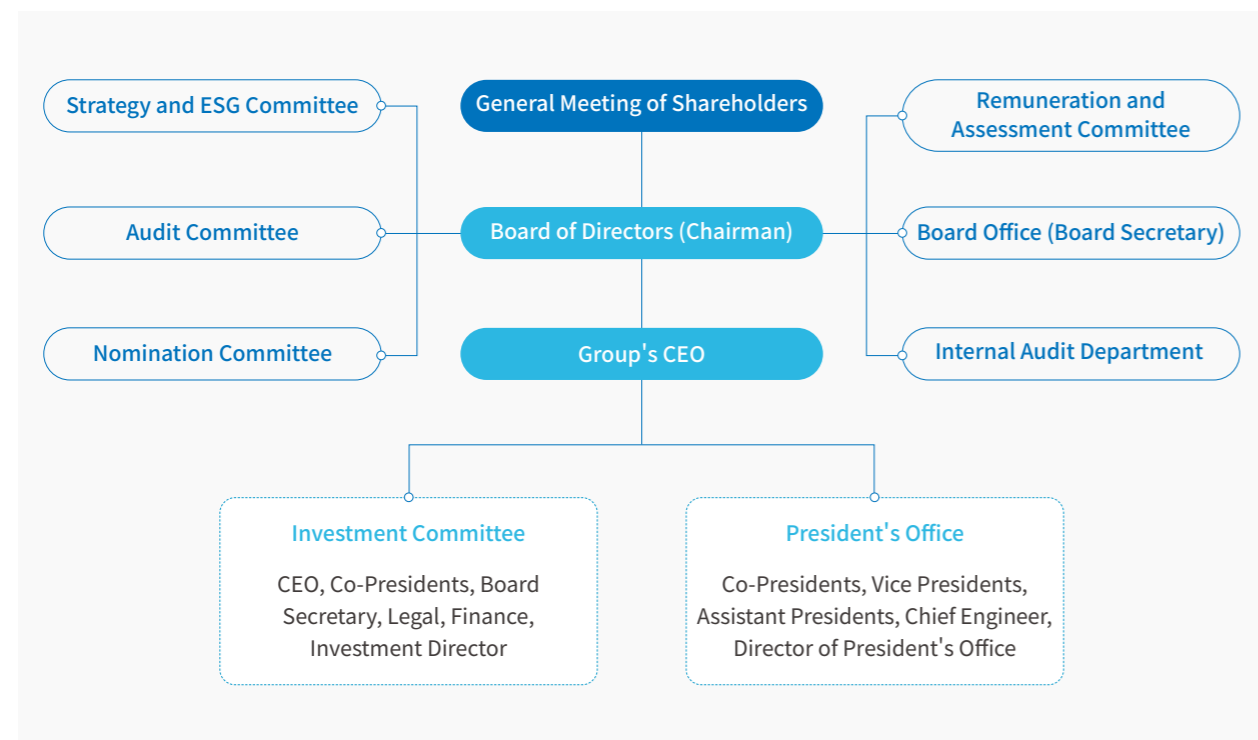 Strategy and ESG Committee
General Meeting of Shareholders
Remuneration and
Assessment Committee
Audit Committee
Board of Directors (Chairman)
Board Office (Board Secretary)
Nomination Committee
Group's CEO
Internal Audit Department
Investment Committee
CEO, Co-Presidents, Board
Secretary, Legal, Finance,
Investment Director
President's Office
Co-Presidents, Vice Presidents,
Assistant Presidents, Chief Engineer,
Director of President's Office